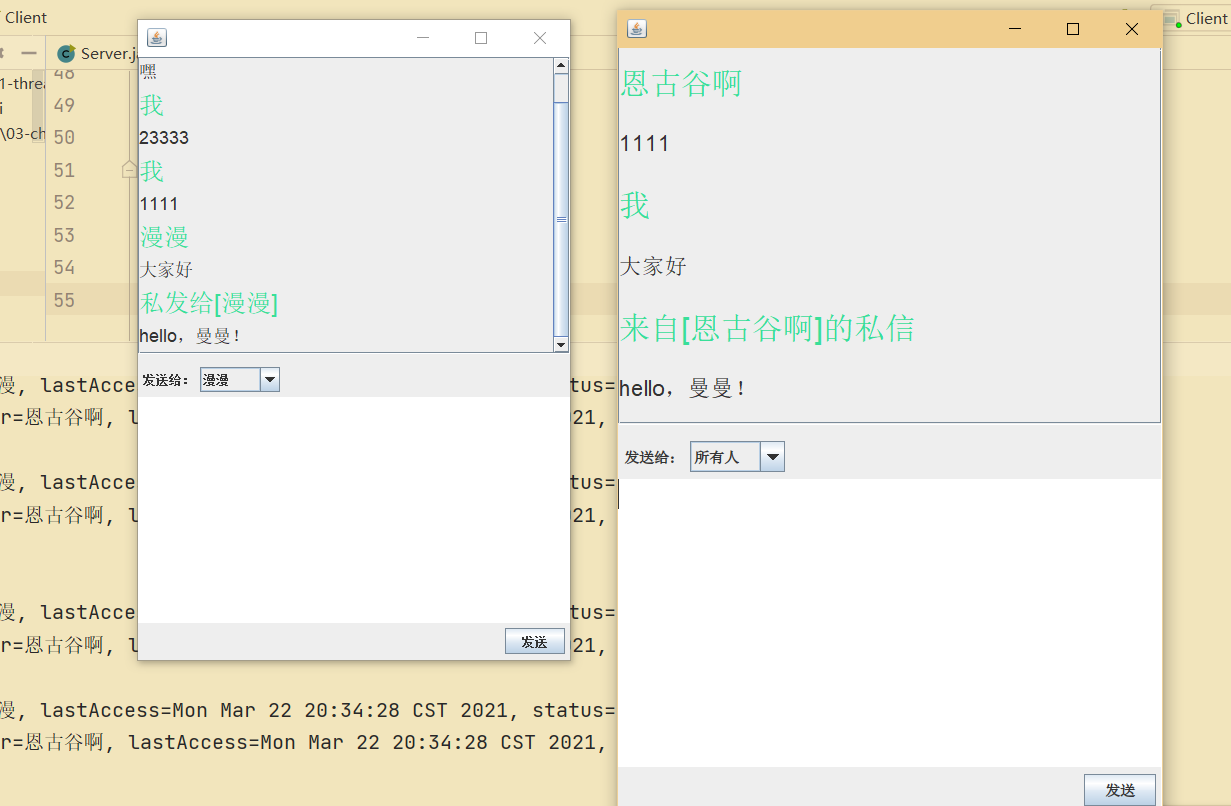 Client
Client
Server.j
1-threa
i
\03-ch
48
49
50
51
52
53
54
55
嘿
我
23333
我
1111
漫漫
大家好
私发给[漫漫]
hello，曼曼！
发送给：
漫漫
发送
恩古谷啊
1111
我
大家好
来自[恩古谷啊]的私信
hello，曼曼！
发送给：
所有人
发送
漫, lastAcce
tus=
r=恩古谷啊, l
21,
漫, lastAcce
tus=
r=恩古谷啊, l
21,
漫, lastAcce
tus=
r=恩古谷啊, l
21,
漫, lastAccess=Mon Mar 22 20:34:28 CST 2021, status=
r=恩古谷啊, lastAccess=Mon Mar 22 20:34:28 CST 2021,